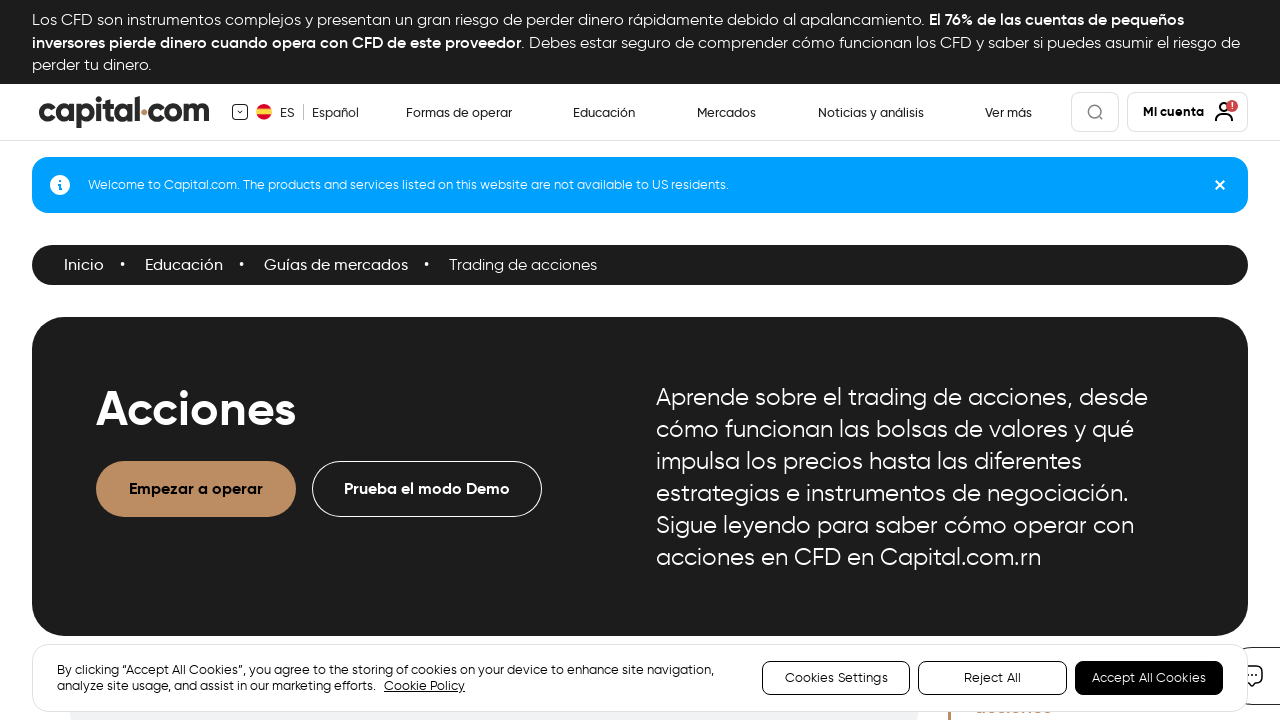 Los CFD son instrumentos complejos y presentan un gran riesgo de perder dinero rápidamente debido al apalancamiento. El 76% de las cuentas de pequeños
inversores pierde dinero cuando opera con CFD de este proveedor. Debes estar seguro de comprender cómo funcionan los CFD y saber si puedes asumir el riesgo de
perder tu dinero.
capital.com ES Español Formas de operar Educación Mercados Noticias y análisis Ver más Mi cuenta
Welcome to Capital.com. The products and services listed on this website are not available to US residents.
Inicio • Educación • Guías de mercados • Trading de acciones
Acciones
Empezar a operar Prueba el modo Demo
Aprende sobre el trading de acciones, desde
cómo funcionan las bolsas de valores y qué
impulsa los precios hasta las diferentes
estrategias e instrumentos de negociación.
Sigue leyendo para saber cómo operar con
acciones en CFD en Capital.com.rn
By clicking “Accept All Cookies”, you agree to the storing of cookies on your device to enhance site navigation,
analyze site usage, and assist in our marketing efforts. Cookie Policy
Cookies Settings Reject All Accept All Cookies